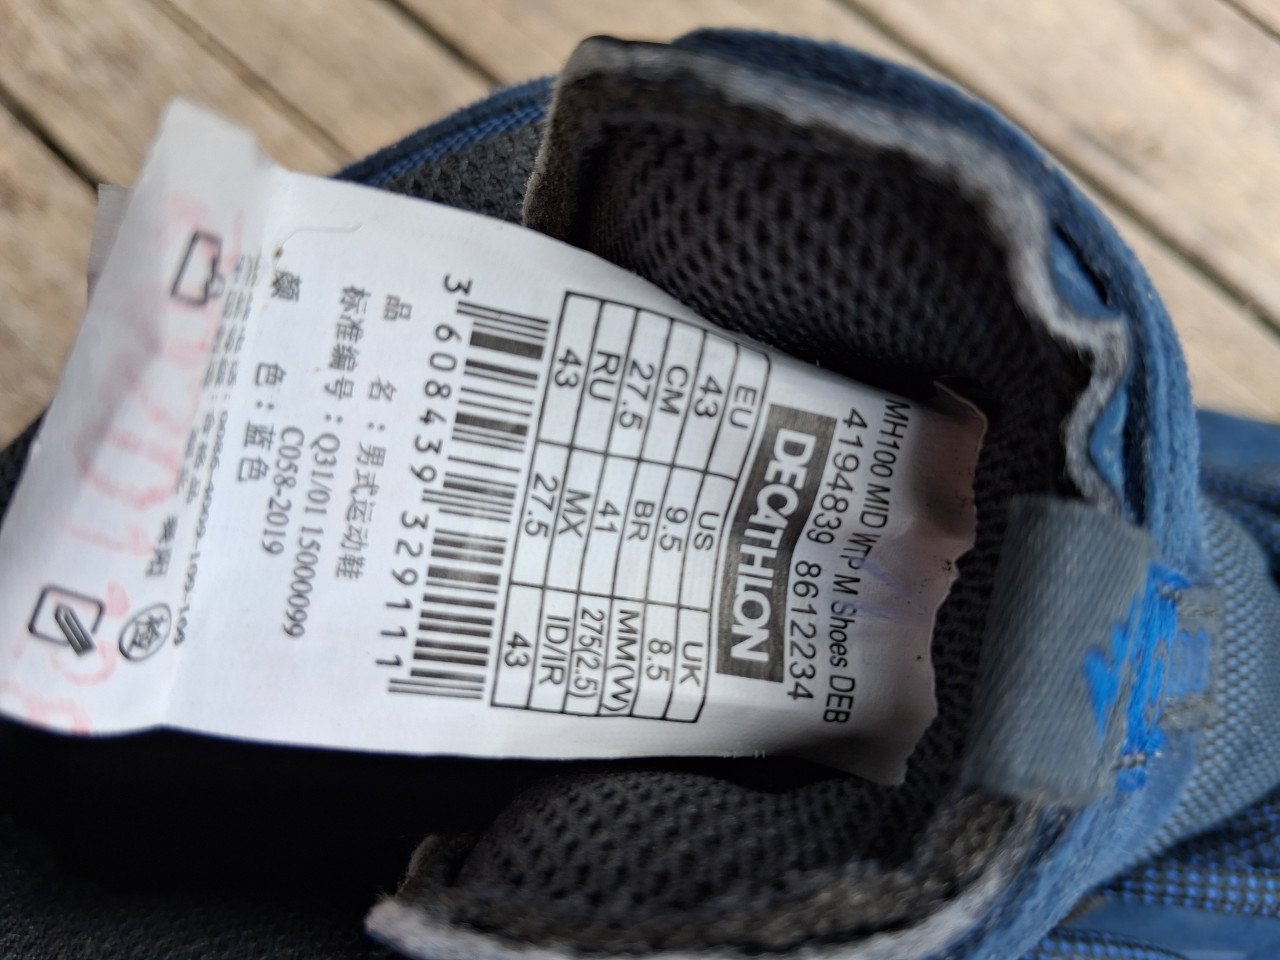 MH100 MID WTP M Shoes DEB
4194839 8612234
DECATHLON
EU US UK
43 9.5 8.5
CM BR MM(W)
27.5 41 275(2.5)
RU MX ID/IR
43 27.5 43
3 608439 329111
品 名：男式运动鞋
标准编号：Q31/0115000099
C058-2019
颜 色：蓝色
检